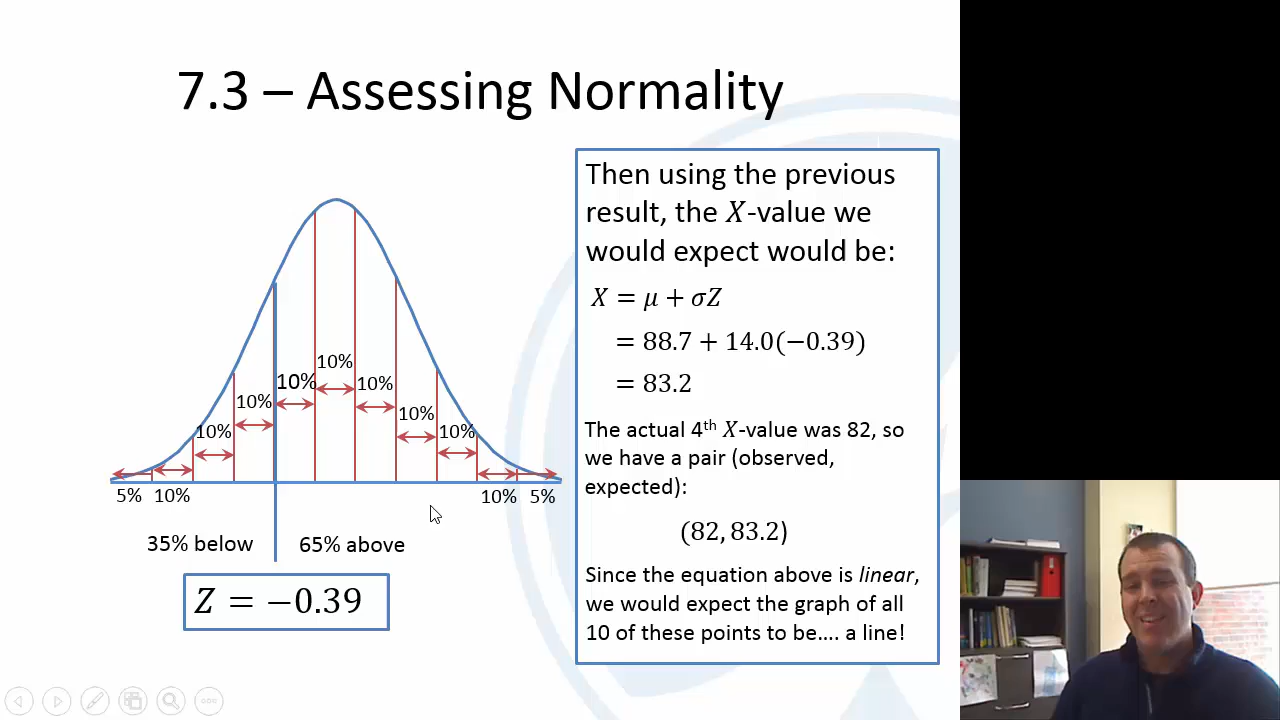 7.3 – Assessing Normality
Then using the previous
result, the X-value we
would expect would be:
X = μ + σZ
= 88.7 + 14.0(−0.39)
= 83.2
The actual 4th X-value was 82, so
we have a pair (observed,
expected):
(82, 83.2)
Since the equation above is linear,
we would expect the graph of all
10 of these points to be.... a line!
10%
10%
10%
10%
10%
10%
10%
10%
5%
10%
10%
5%
35% below
65% above
Z = −0.39